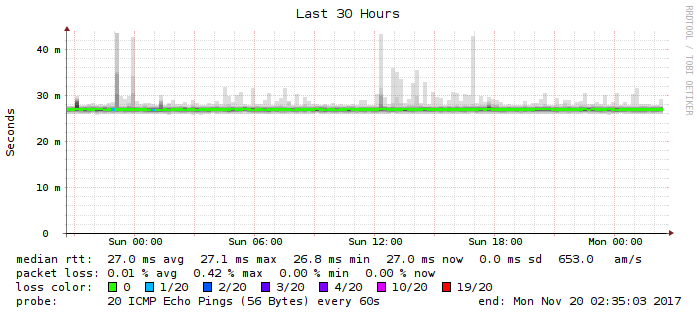 Last 30 Hours
RRDTOOL / TOBI OETIKER
Seconds
40 m
30 m
20 m
10 m
0
Sun 00:00 Sun 06:00 Sun 12:00 Sun 18:00 Mon 00:00
median rtt: 27.0 ms avg 27.1 ms max 26.8 ms min 27.0 ms now 0.0 ms sd 653.0 am/s
packet loss: 0.01 % avg 0.42 % max 0.00 % min 0.00 % now
loss color: 0 1/20 2/20 3/20 4/20 10/20 19/20
probe: 20 ICMP Echo Pings (56 Bytes) every 60s end: Mon Nov 20 02:35:03 2017